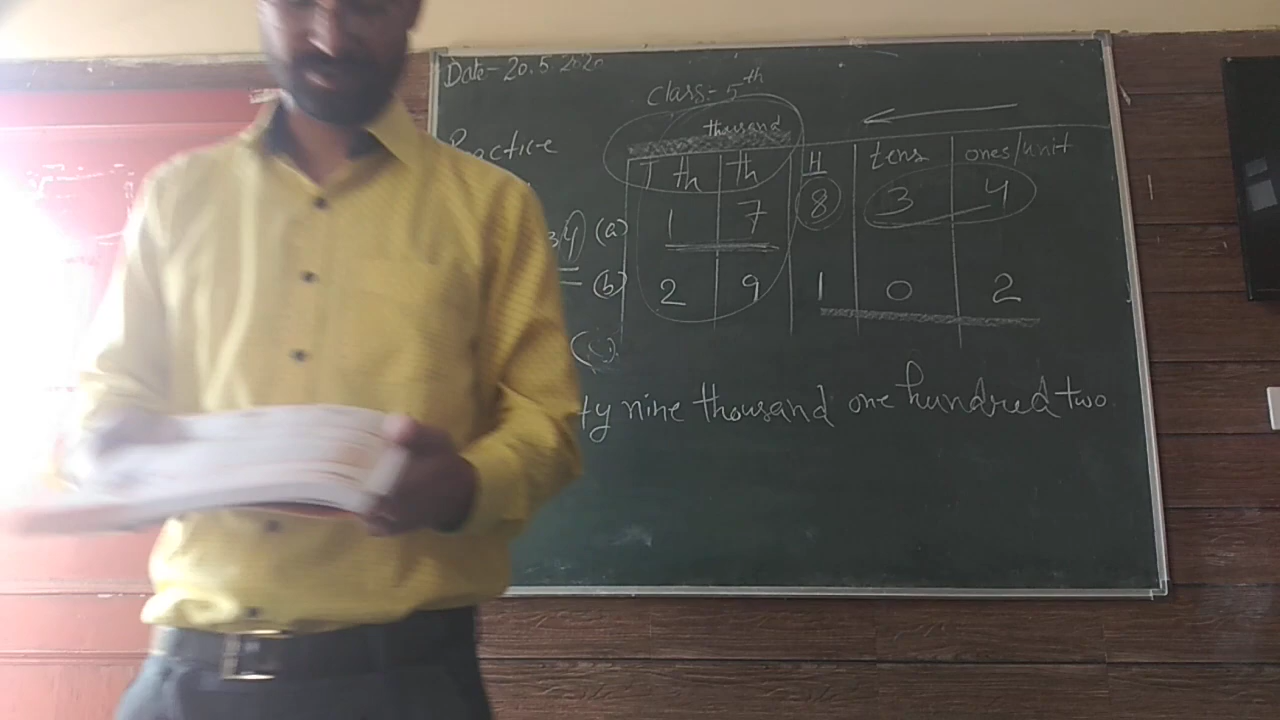 Date- 20.5.2020
Class:- 5th
Practice
thousand
T th th H tens ones/unit
34) (a) 1 7 8 3 4
(b) 2 9 1 0 2
(c).
ty nine thousand one hundred two